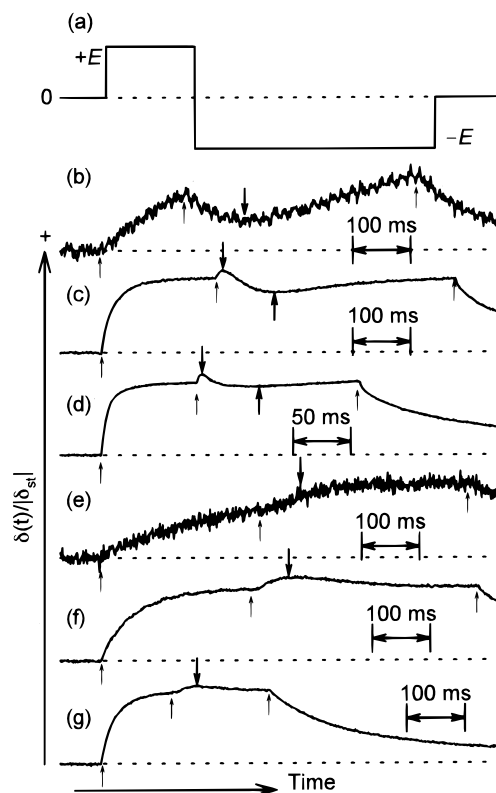 (a)
+E
0
−E
(b)
+
100 ms
(c)
100 ms
(d)
50 ms
(e)
100 ms
(f)
100 ms
(g)
100 ms
δ(t)/|δst|
Time